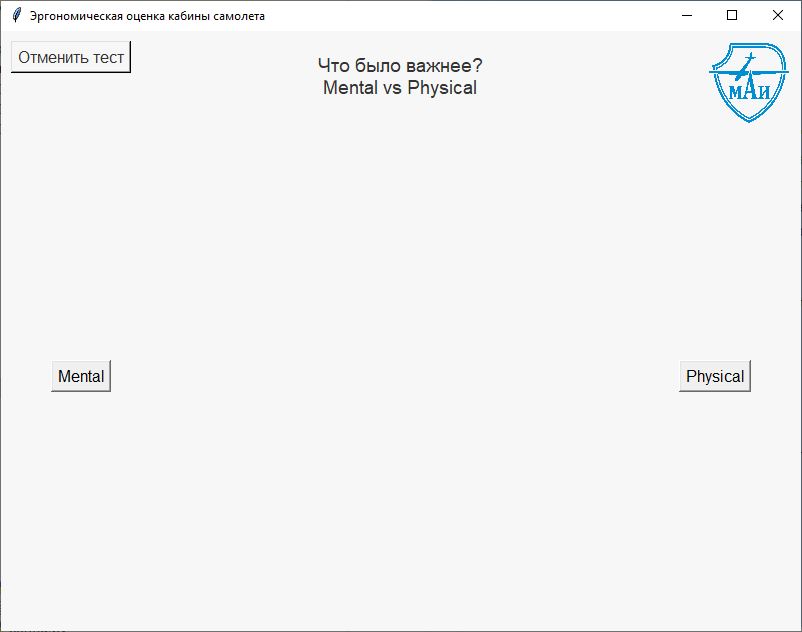 Эргономическая оценка кабины самолета
Отменить тест
Что было важнее?
Mental vs Physical
МАИ
Mental
Physical